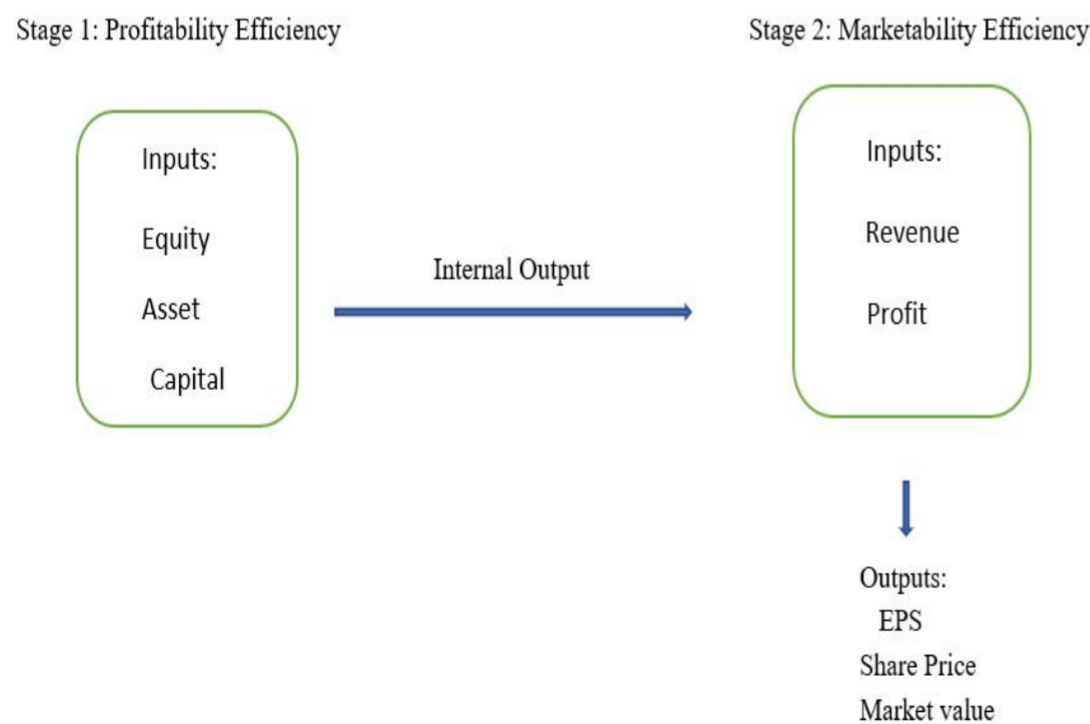 Stage 1: Profitability Efficiency
Stage 2: Marketability Efficiency
Inputs:
Equity
Asset
Capital
Internal Output
Inputs:
Revenue
Profit
Outputs:
EPS
Share Price
Market value